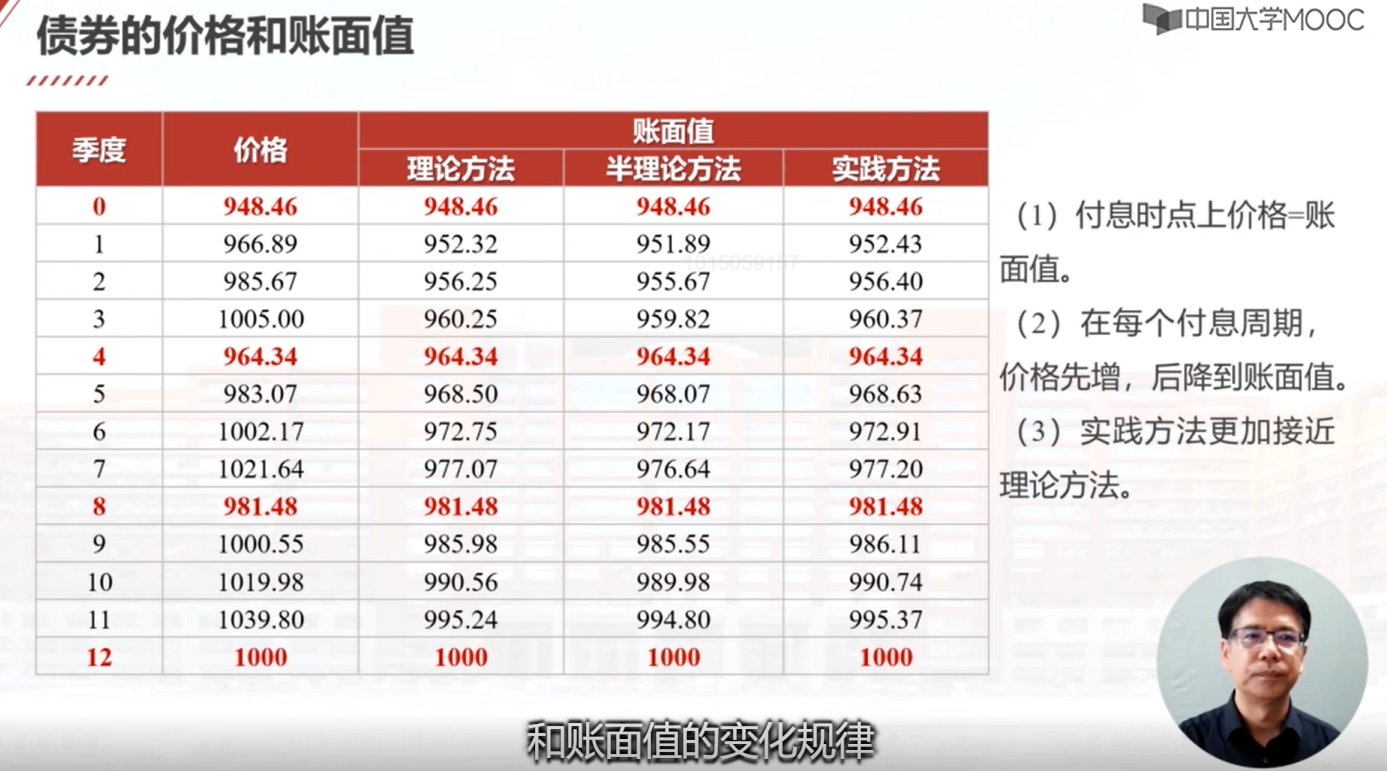 债券的价格和账面值
中国大学MOOC
季度 价格 账面值
理论方法 半理论方法 实践方法
0 948.46 948.46 948.46 948.46
1 966.89 952.32 951.89 952.43
2 985.67 956.25 955.67 956.40
3 1005.00 960.25 959.82 960.37
4 964.34 964.34 964.34 964.34
5 983.07 968.50 968.07 968.63
6 1002.17 972.75 972.17 972.91
7 1021.64 977.07 976.64 977.20
8 981.48 981.48 981.48 981.48
9 1000.55 985.98 985.55 986.11
10 1019.98 990.56 989.98 990.74
11 1039.80 995.24 994.80 995.37
12 1000 1000 1000 1000
1015059157
（1）付息时点上价格=账
面值。
（2）在每个付息周期，
价格先增，后降到账面值。
（3）实践方法更加接近
理论方法。
和账面值的变化规律